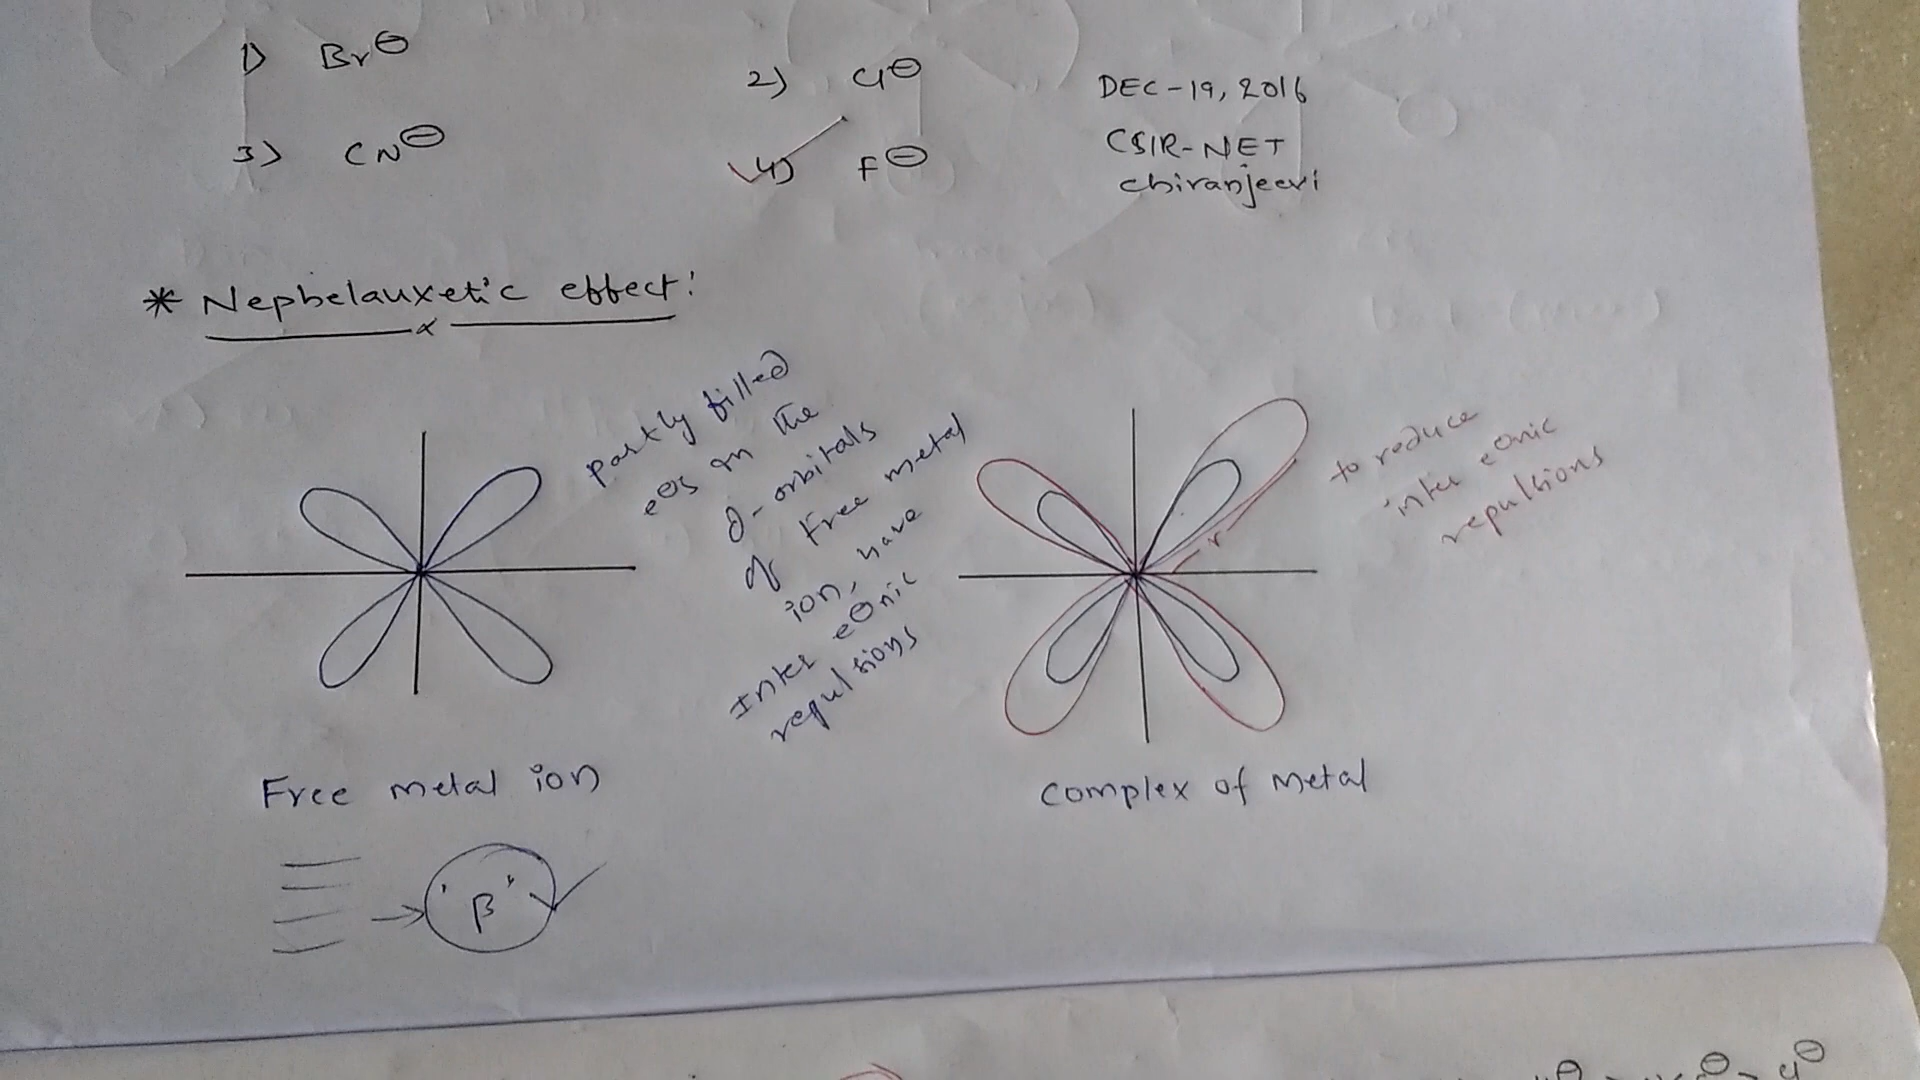 1) Br⊖
2) Cl⊖
3) CN⊖
4) F⊖
DEC-19, 2016
CSIR-NET
chiranjeevi
* Nephelauxetic effect:
partly filled
e⊖s in the
d-orbitals
of Free metal
ion, have
Inter e⊖nic
repulsions
to reduce
inter e⊖nic
repulsions
r
Free metal ion
Complex of Metal
→ 'β'